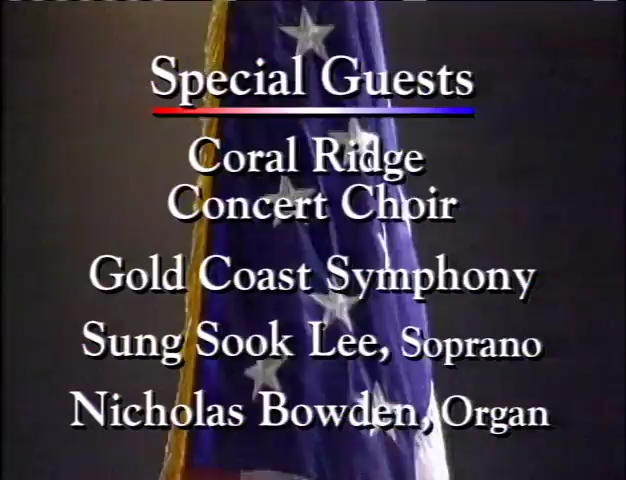 Special Guests
Coral Ridge
Concert Choir
Gold Coast Symphony
Sung Sook Lee, Soprano
Nicholas Bowden, Organ